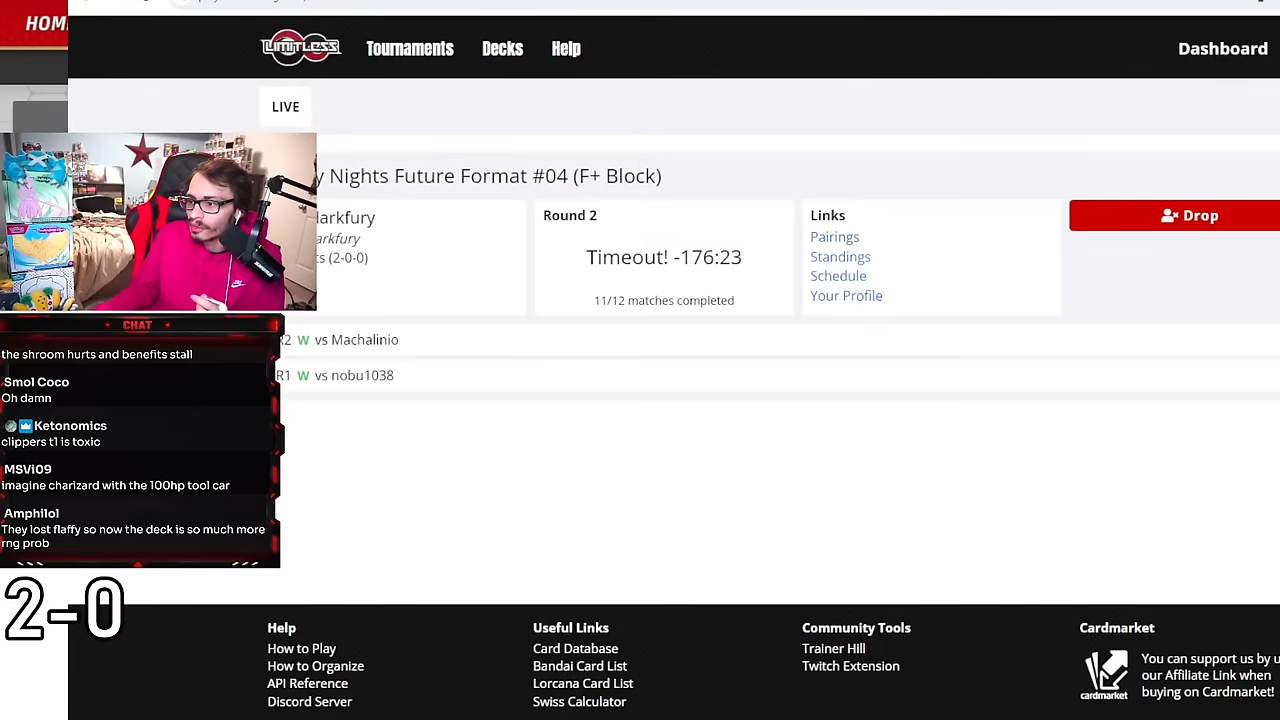 HOM
LIMITLESS
Tournaments
Decks
Help
Dashboard
LIVE
y Nights Future Format #04 (F+ Block)
darkfury
arkfury
ts (2-0-0)
Round 2
Timeout! -176:23
11/12 matches completed
Links
Pairings
Standings
Schedule
Your Profile
Drop
R2 W vs Machalinio
R1 W vs nobu1038
CHAT
the shroom hurts and benefits stall
Smol Coco
Oh damn
Ketonomics
clippers t1 is toxic
MSVi09
imagine charizard with the 100hp tool car
Amphilol
They lost flaffy so now the deck is so much more
rng prob
2-0
Help
How to Play
How to Organize
API Reference
Discord Server
Useful Links
Card Database
Bandai Card List
Lorcana Card List
Swiss Calculator
Community Tools
Trainer Hill
Twitch Extension
Cardmarket
cardmarket
You can support us by u
our Affiliate Link when
buying on Cardmarket!